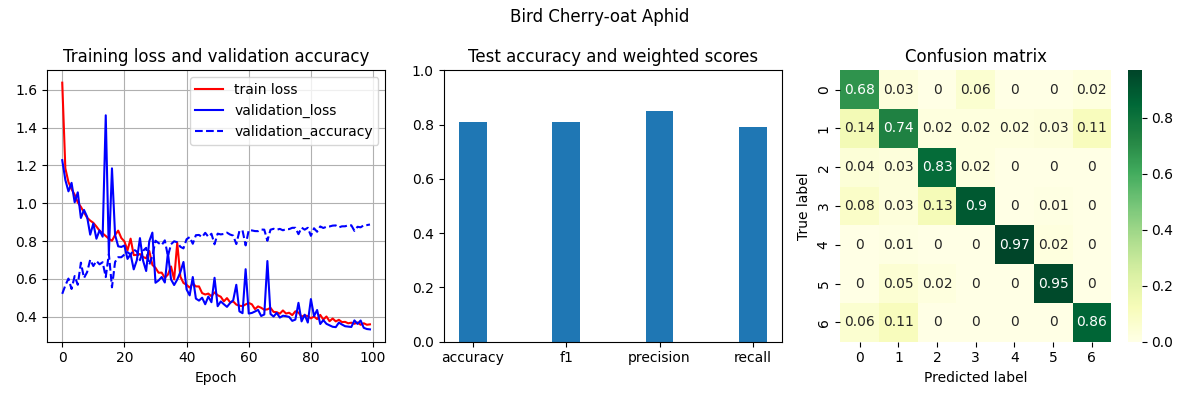 Bird Cherry-oat Aphid
Training loss and validation accuracy
1.6
1.4
1.2
1.0
0.8
0.6
0.4
train loss
validation_loss
validation_accuracy
0 20 40 60 80 100
Epoch
Test accuracy and weighted scores
1.0
0.8
0.6
0.4
0.2
0.0
accuracy f1 precision recall
Confusion matrix
True label
0 0.68 0.03 0 0.06 0 0 0.02
1 0.14 0.74 0.02 0.02 0.02 0.03 0.11
2 0.04 0.03 0.83 0.02 0 0 0
3 0.08 0.03 0.13 0.9 0 0.01 0
4 0 0.01 0 0 0.97 0.02 0
5 0 0.05 0.02 0 0 0.95 0
6 0.06 0.11 0 0 0 0 0.86
0 1 2 3 4 5 6
Predicted label
0.8
0.6
0.4
0.2
0.0